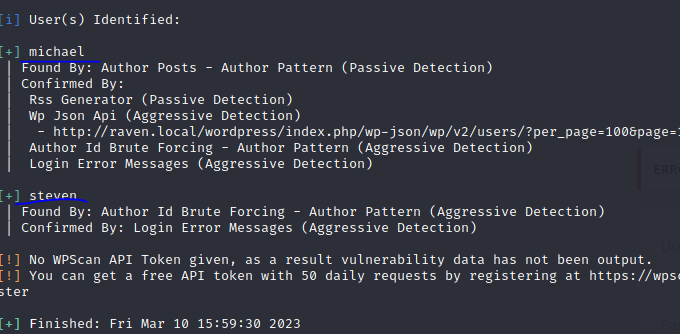 [i] User(s) Identified:
[+] michael
| Found By: Author Posts - Author Pattern (Passive Detection)
| Confirmed By:
|  Rss Generator (Passive Detection)
|  Wp Json Api (Aggressive Detection)
|   - http://raven.local/wordpress/index.php/wp-json/wp/v2/users/?per_page=100&page=1
|  Author Id Brute Forcing - Author Pattern (Aggressive Detection)
|  Login Error Messages (Aggressive Detection)
[+] steven
| Found By: Author Id Brute Forcing - Author Pattern (Aggressive Detection)
| Confirmed By: Login Error Messages (Aggressive Detection)
[!] No WPScan API Token given, as a result vulnerability data has not been output.
[!] You can get a free API token with 50 daily requests by registering at https://wpsc
ster
[+] Finished: Fri Mar 10 15:59:30 2023